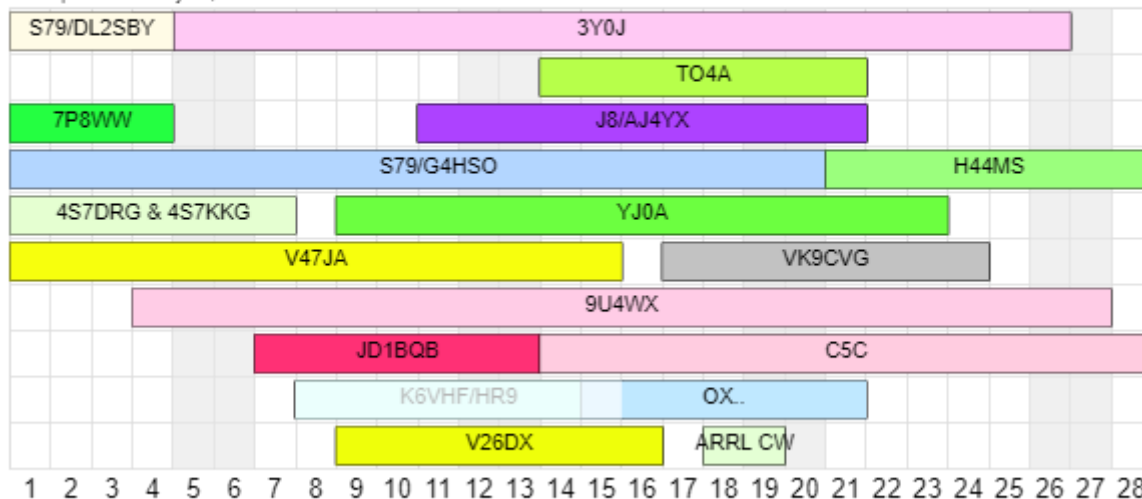 S79/DL2SBY 3Y0J
TO4A
7P8WW J8/AJ4YX
S79/G4HSO H44MS
4S7DRG & 4S7KKG YJ0A
V47JA VK9CVG
9U4WX
JD1BQB C5C
K6VHF/HR9 OX..
V26DX ARRL CW
1 2 3 4 5 6 7 8 9 10 11 12 13 14 15 16 17 18 19 20 21 22 23 24 25 26 27 28